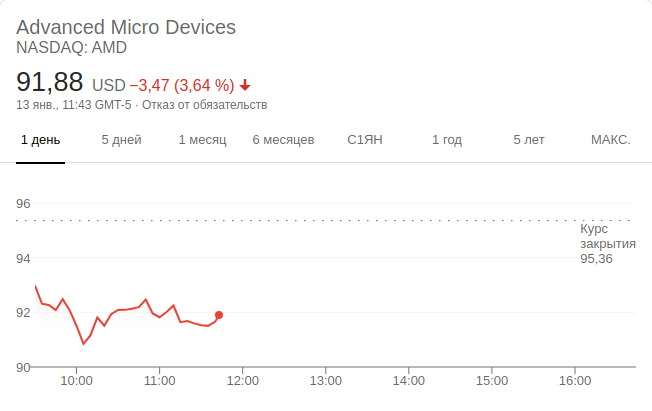 Advanced Micro Devices
NASDAQ: AMD
91,88 USD −3,47 (3,64 %)
13 янв., 11:43 GMT-5 · Отказ от обязательств
1 день 5 дней 1 месяц 6 месяцев С1ЯН 1 год 5 лет МАКС.
96
Курс
закрытия
95,36
94
92
90
10:00 11:00 12:00 13:00 14:00 15:00 16:00